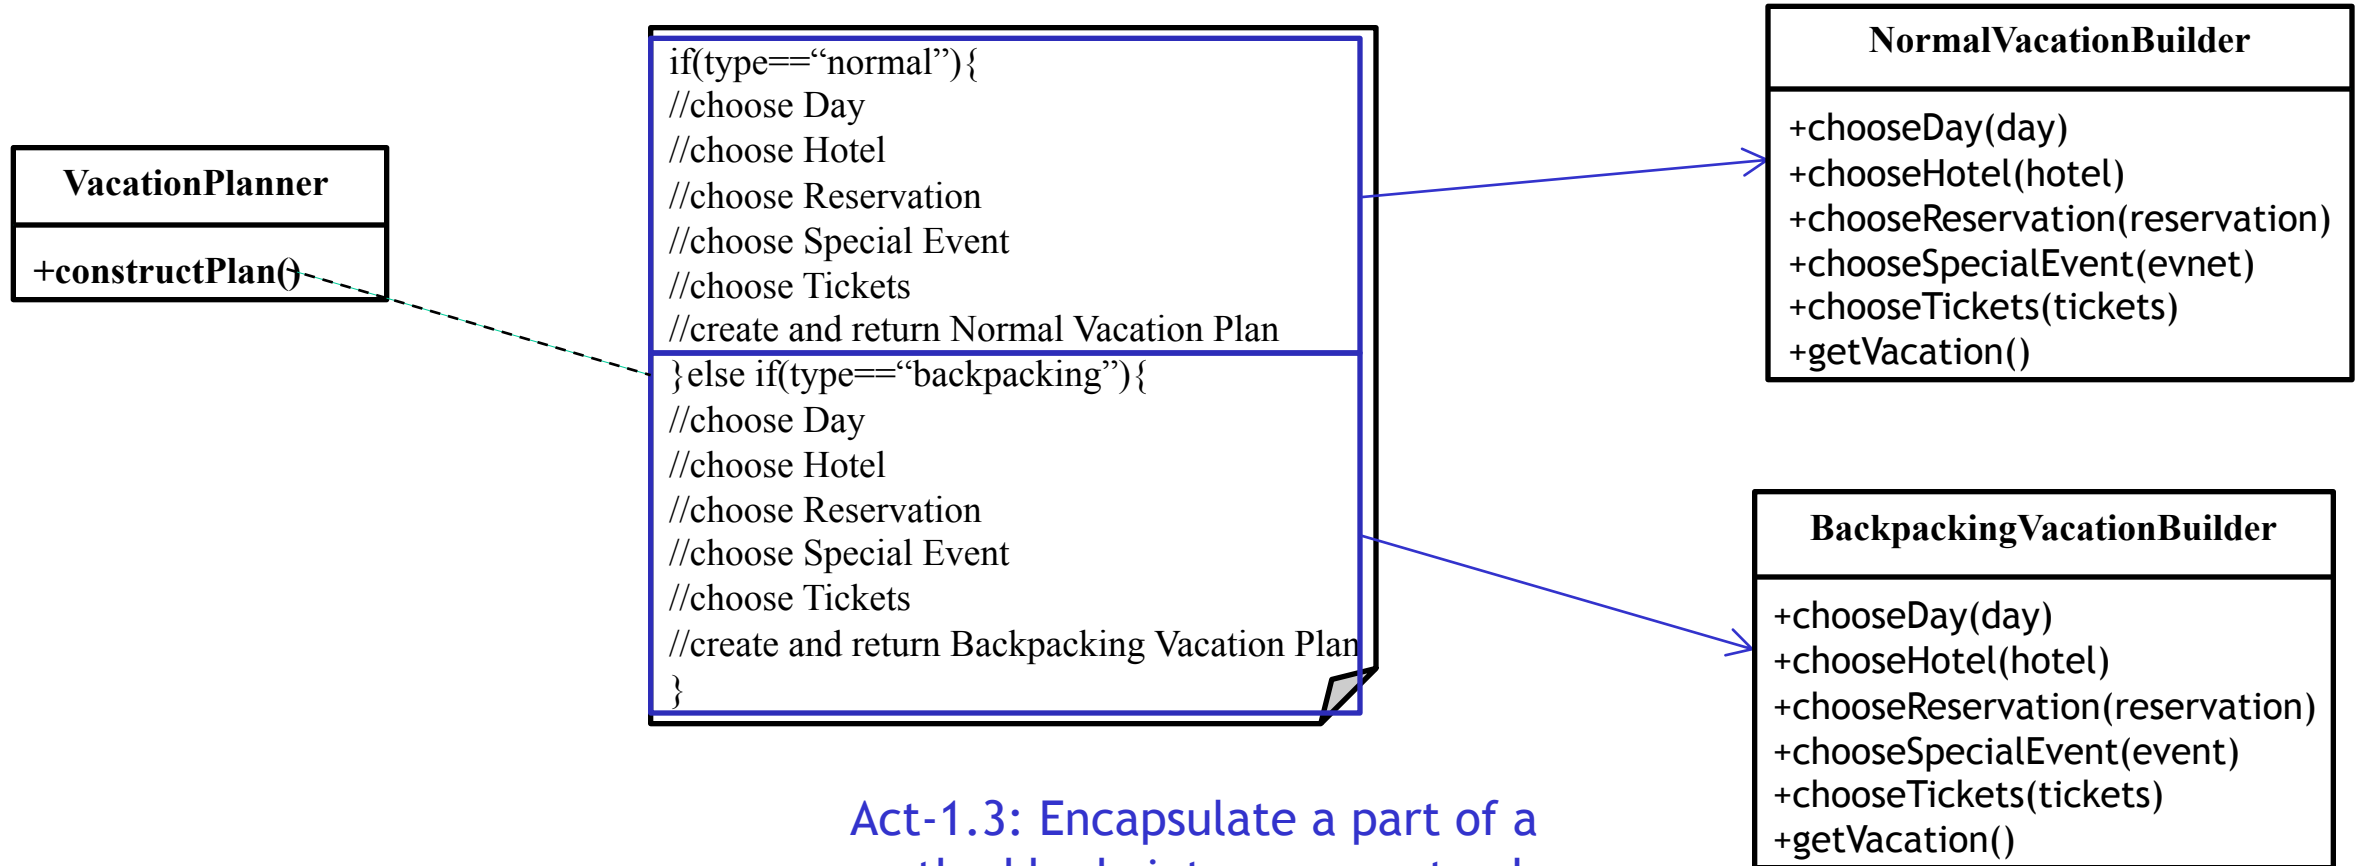 VacationPlanner
+constructPlan()
if(type==“normal”){
//choose Day
//choose Hotel
//choose Reservation
//choose Special Event
//choose Tickets
//create and return Normal Vacation Plan
}else if(type==“backpacking”){
//choose Day
//choose Hotel
//choose Reservation
//choose Special Event
//choose Tickets
//create and return Backpacking Vacation Plan
}
NormalVacationBuilder
+chooseDay(day)
+chooseHotel(hotel)
+chooseReservation(reservation)
+chooseSpecialEvent(evnet)
+chooseTickets(tickets)
+getVacation()
BackpackingVacationBuilder
+chooseDay(day)
+chooseHotel(hotel)
+chooseReservation(reservation)
+chooseSpecialEvent(event)
+chooseTickets(tickets)
+getVacation()
Act-1.3: Encapsulate a part of a